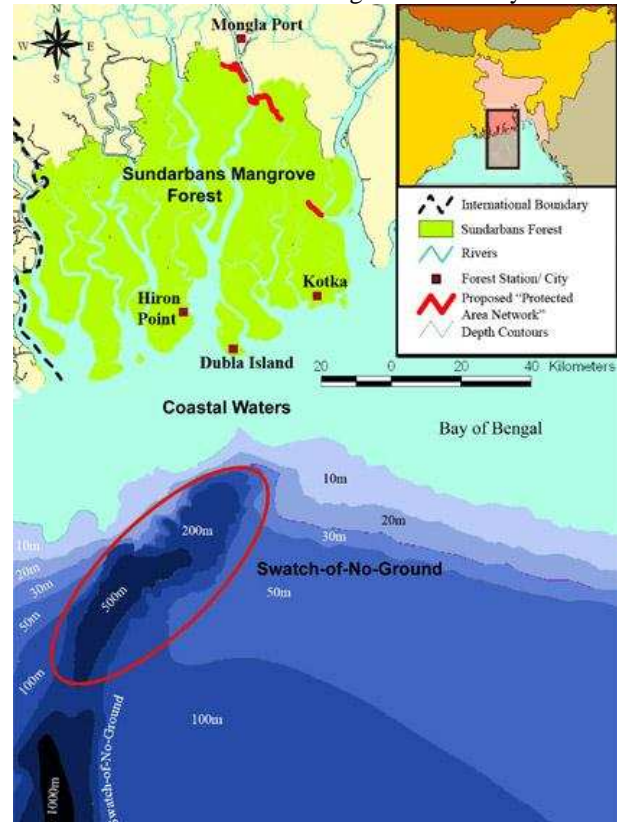 N
W E
S
Mongla Port
Sundarbans Mangrove
Forest
Hiron
Point
Kotka
Dubla Island
International Boundary
Sundarbans Forest
Rivers
Forest Station/ City
Proposed "Protected
Area Network"
Depth Contours
20 0 20 40 Kilometers
Coastal Waters
Bay of Bengal
10m
20m
30m
50m
100m
200m
500m
Swatch-of-No-Ground
10m
20m
30m
50m
100m
1000m
Swatch-of-No-Ground